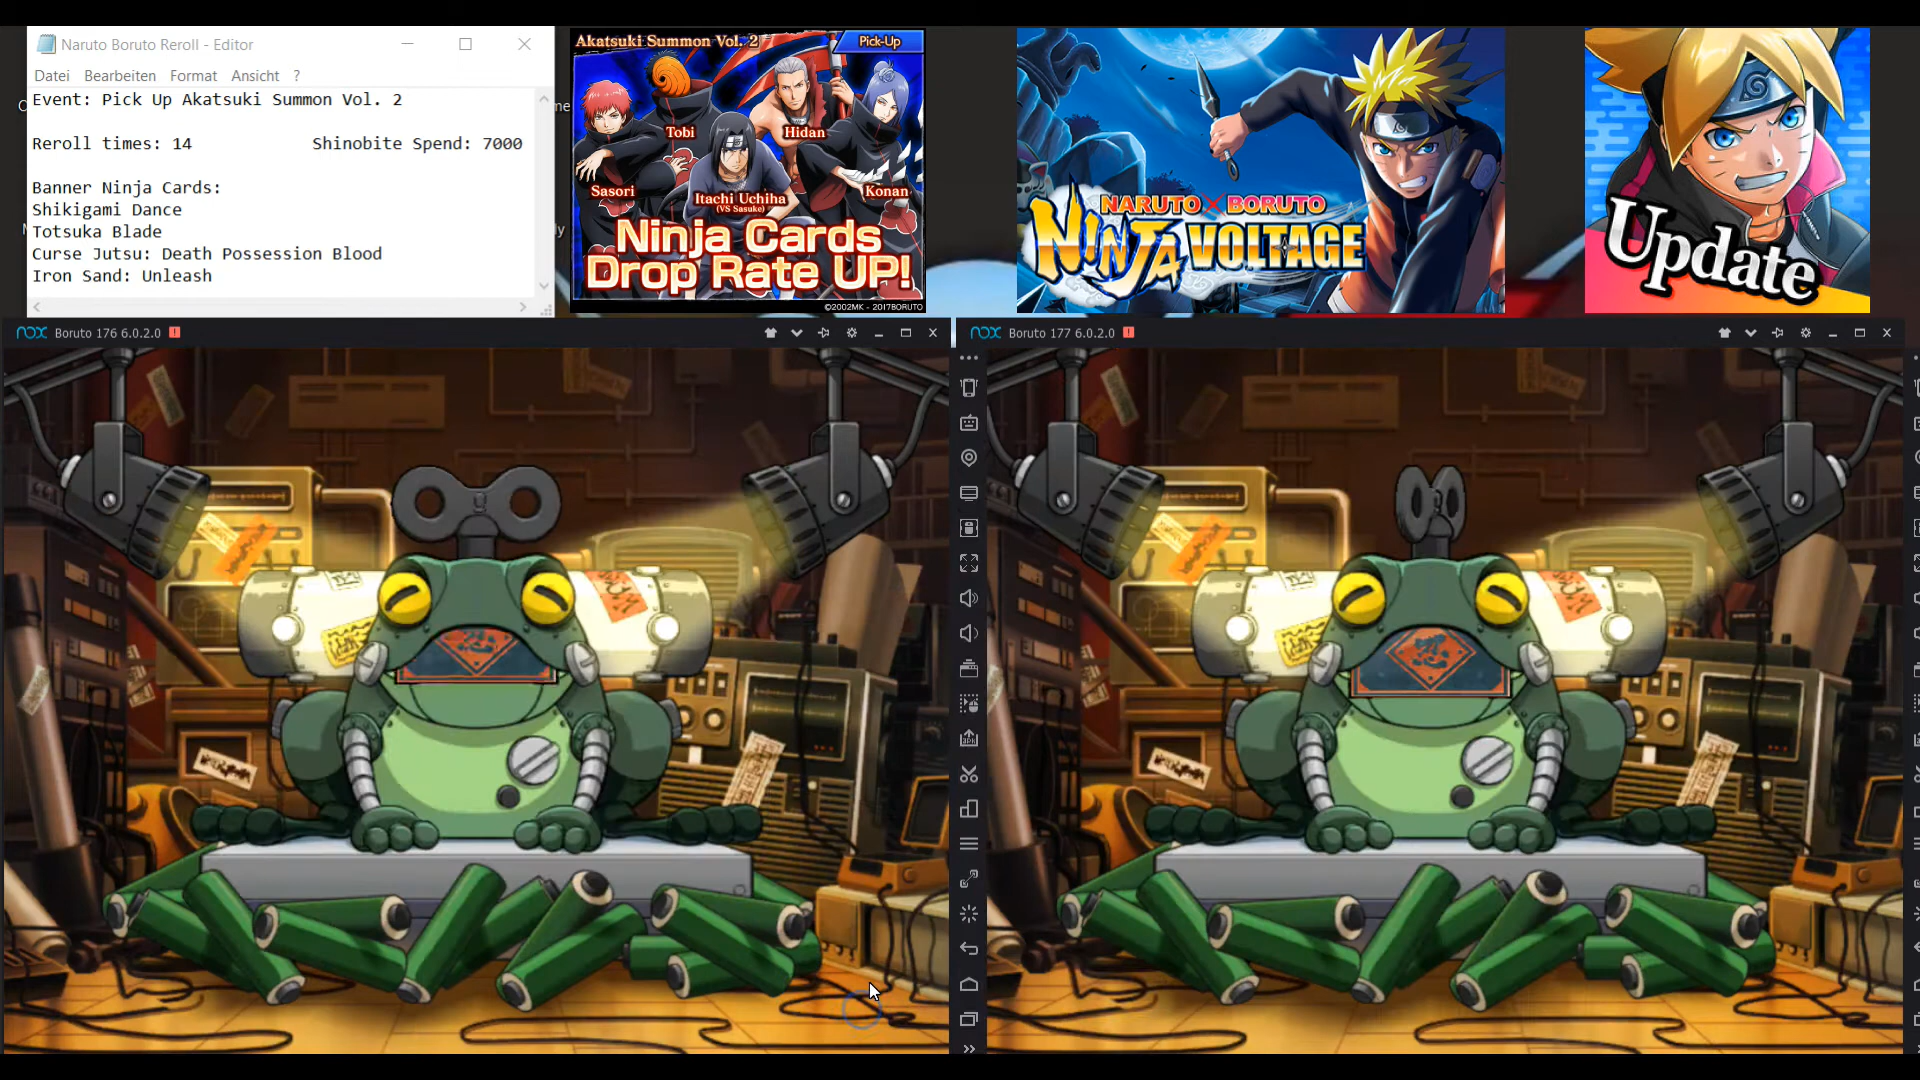 Naruto Boruto Reroll - Editor
Datei Bearbeiten Format Ansicht ?
Event: Pick Up Akatsuki Summon Vol. 2
Reroll times: 14 Shinobite Spend: 7000
Banner Ninja Cards:
Shikigami Dance
Totsuka Blade
Curse Jutsu: Death Possession Blood
Iron Sand: Unleash
Akatsuki Summon Vol. 2
Pick-Up
Tobi
Hidan
Sasori
Itachi Uchiha
(VS Sasuke)
Konan
Ninja Cards
Drop Rate UP!
©2002MK - 2017BORUTO
NARUTO X BORUTO
NINJA VOLTAGE
Update
nox Boruto 176 6.0.2.0
nox Boruto 177 6.0.2.0